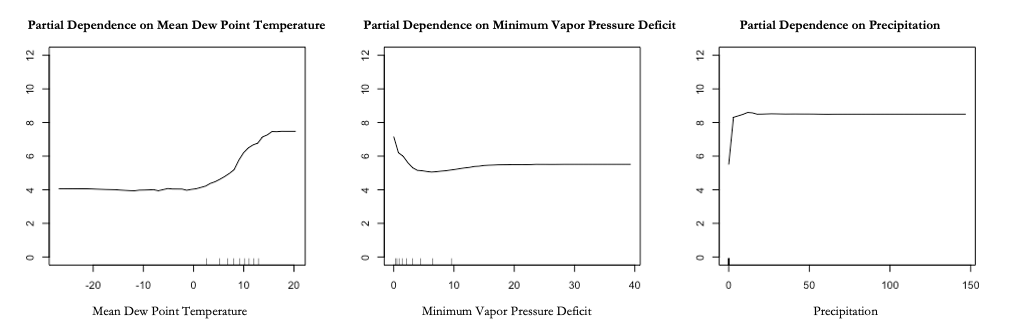 Partial Dependence on Mean Dew Point Temperature
12
10
8
6
4
2
0
-20 -10 0 10 20
Mean Dew Point Temperature
Partial Dependence on Minimum Vapor Pressure Deficit
12
10
8
6
4
2
0
0 10 20 30 40
Minimum Vapor Pressure Deficit
Partial Dependence on Precipitation
12
10
8
6
4
2
0
0 50 100 150
Precipitation